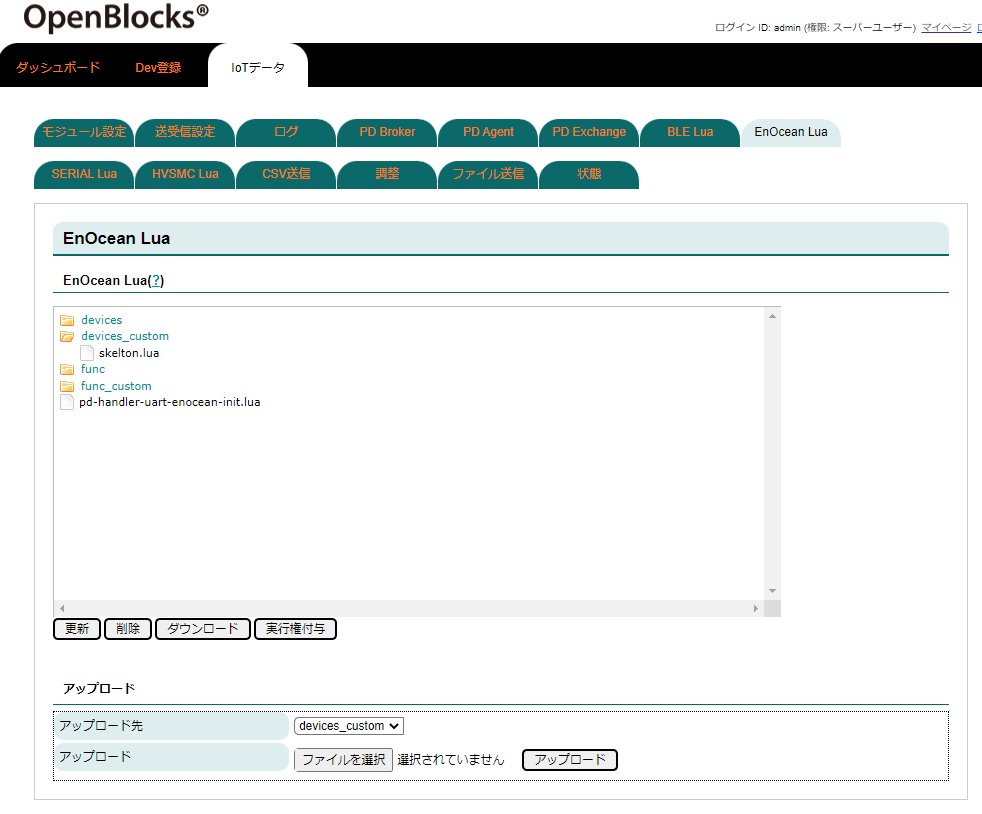 OpenBlocks®
ログイン ID: admin (権限: スーパーユーザー) マイページ
ダッシュボード Dev登録 IoTデータ
モジュール設定 送受信設定 ログ PD Broker PD Agent PD Exchange BLE Lua EnOcean Lua
SERIAL Lua HVSMC Lua CSV送信 調整 ファイル送信 状態
EnOcean Lua
EnOcean Lua(?)
devices
devices_custom
skelton.lua
func
func_custom
pd-handler-uart-enocean-init.lua
更新 削除 ダウンロード 実行権付与
アップロード
アップロード先 devices_custom
アップロード ファイルを選択 選択されていません アップロード